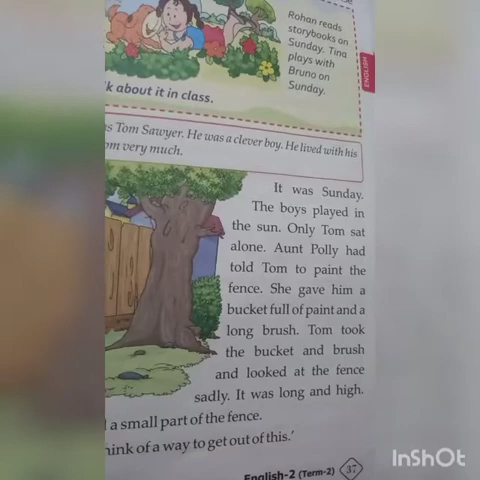 Rohan reads
storybooks on
Sunday. Tina
plays with
Bruno on
Sunday.
ENGLISH
k about it in class.
s Tom Sawyer. He was a clever boy. He lived with his
om very much.
It was Sunday.
The boys played in
the sun. Only Tom sat
alone. Aunt Polly had
told Tom to paint the
fence. She gave him a
bucket full of paint and a
long brush. Tom took
the bucket and brush
and looked at the fence
sadly. It was long and high.
a small part of the fence.
hink of a way to get out of this.'
English-2 (Term-2) 37
InShOt